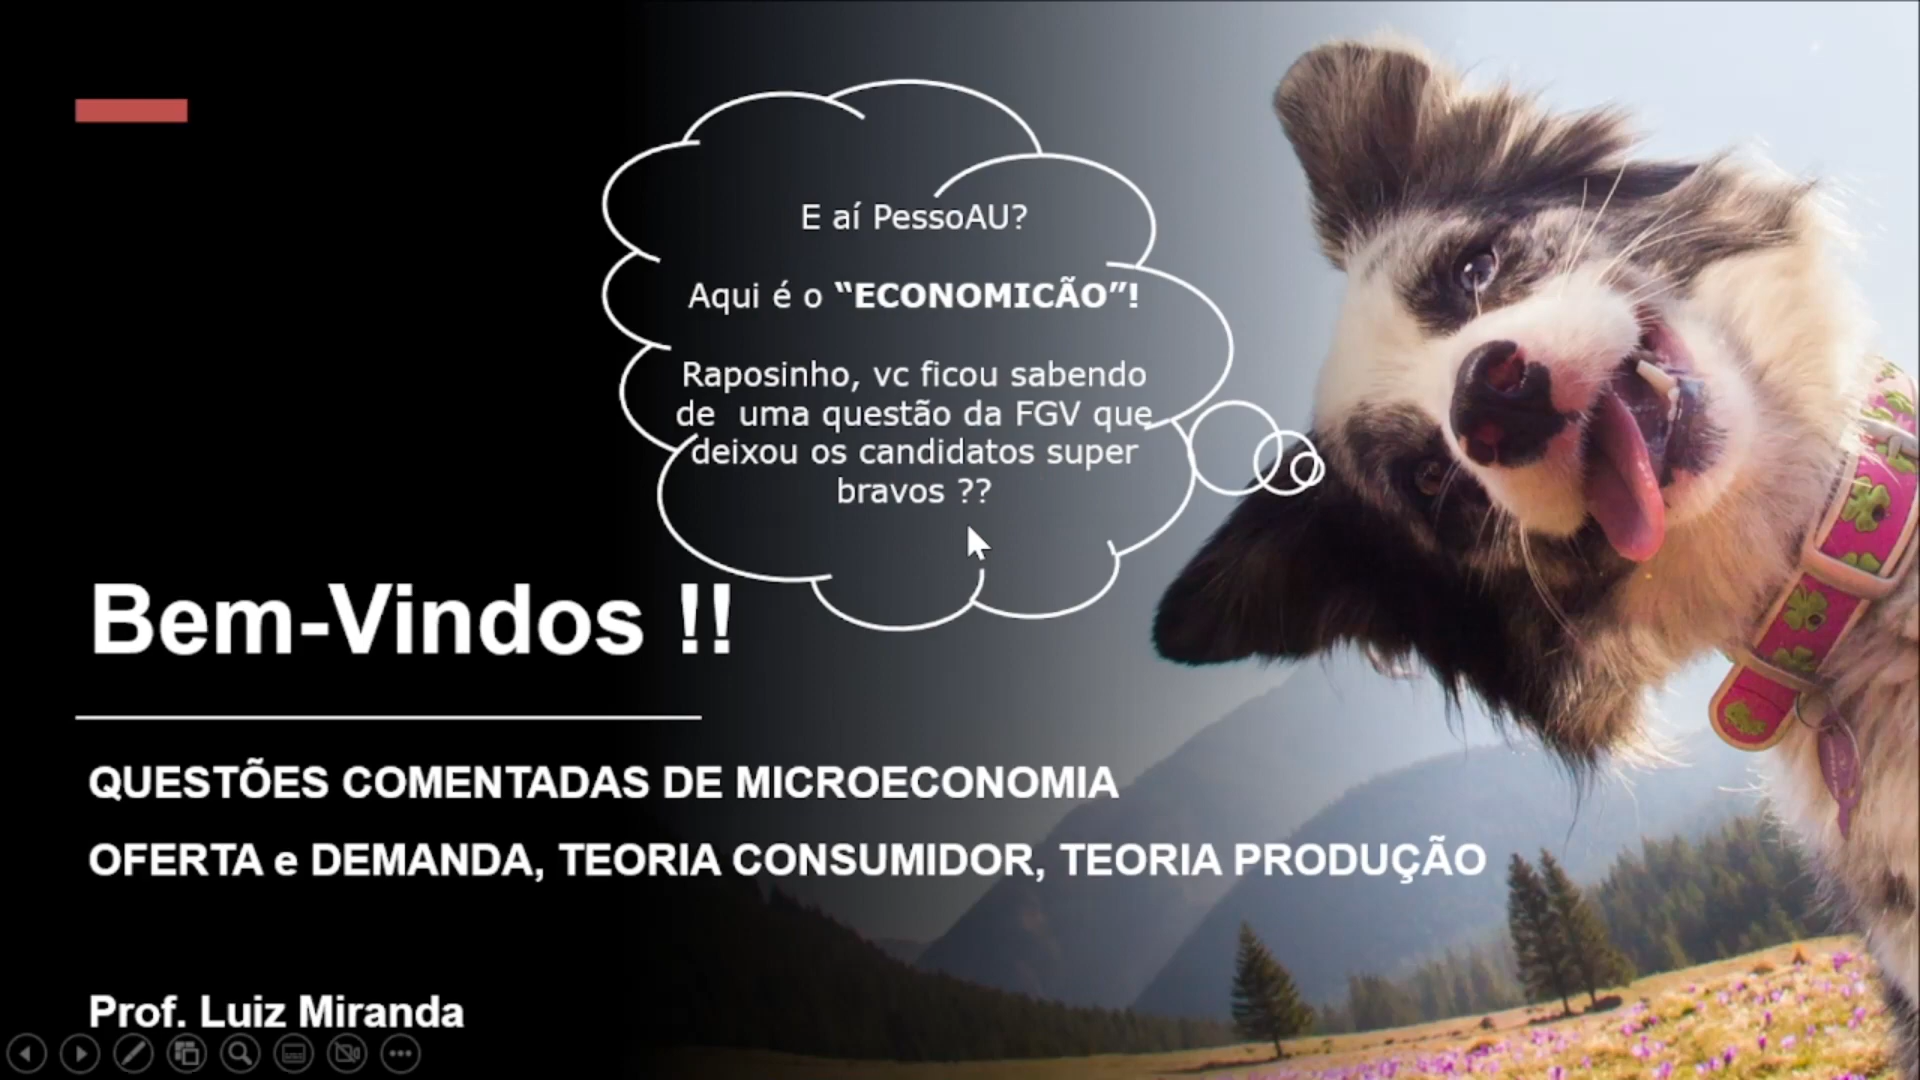 E aí PessoAU?
Aqui é o “ECONOMICÃO”!
Raposinho, vc ficou sabendo
de  uma questão da FGV que
deixou os candidatos super
bravos ??
Bem-Vindos !!
QUESTÕES COMENTADAS DE MICROECONOMIA
OFERTA e DEMANDA, TEORIA CONSUMIDOR, TEORIA PRODUÇÃO
Prof. Luiz Miranda